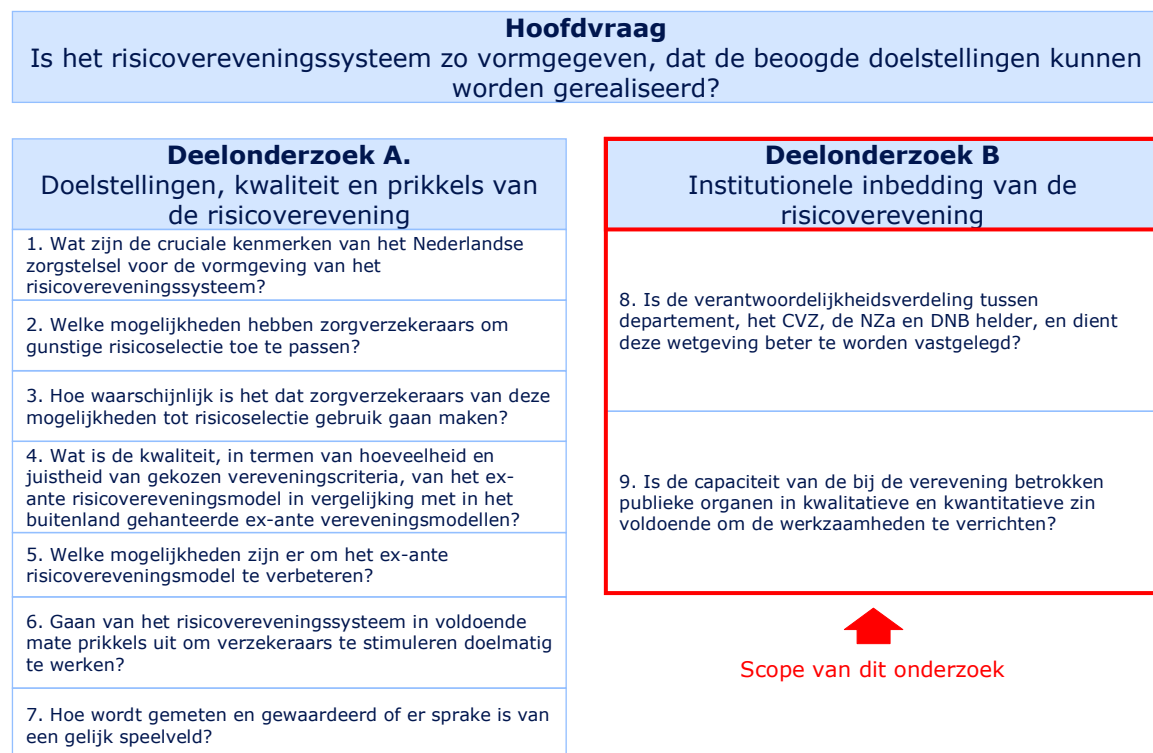 Hoofdvraag
Is het risicovereveningssysteem zo vormgegeven, dat de beoogde doelstellingen kunnen
worden gerealiseerd?
Deelonderzoek A.
Doelstellingen, kwaliteit en prikkels van
de risicoverevening
1. Wat zijn de cruciale kenmerken van het Nederlandse
zorgstelsel voor de vormgeving van het
risicovereveningssysteem?
2. Welke mogelijkheden hebben zorgverzekeraars om
gunstige risicoselectie toe te passen?
3. Hoe waarschijnlijk is het dat zorgverzekeraars van deze
mogelijkheden tot risicoselectie gebruik gaan maken?
4. Wat is de kwaliteit, in termen van hoeveelheid en
juistheid van gekozen vereveningscriteria, van het ex-
ante risicovereveningsmodel in vergelijking met in het
buitenland gehanteerde ex-ante vereveningsmodellen?
5. Welke mogelijkheden zijn er om het ex-ante
risicovereveningsmodel te verbeteren?
6. Gaan van het risicovereveningssysteem in voldoende
mate prikkels uit om verzekeraars te stimuleren doelmatig
te werken?
7. Hoe wordt gemeten en gewaardeerd of er sprake is van
een gelijk speelveld?
Deelonderzoek B
Institutionele inbedding van de
risicoverevening
8. Is de verantwoordelijkheidsverdeling tussen
departement, het CVZ, de NZa en DNB helder, en dient
deze wetgeving beter te worden vastgelegd?
9. Is de capaciteit van de bij de verevening betrokken
publieke organen in kwalitatieve en kwantitatieve zin
voldoende om de werkzaamheden te verrichten?
Scope van dit onderzoek